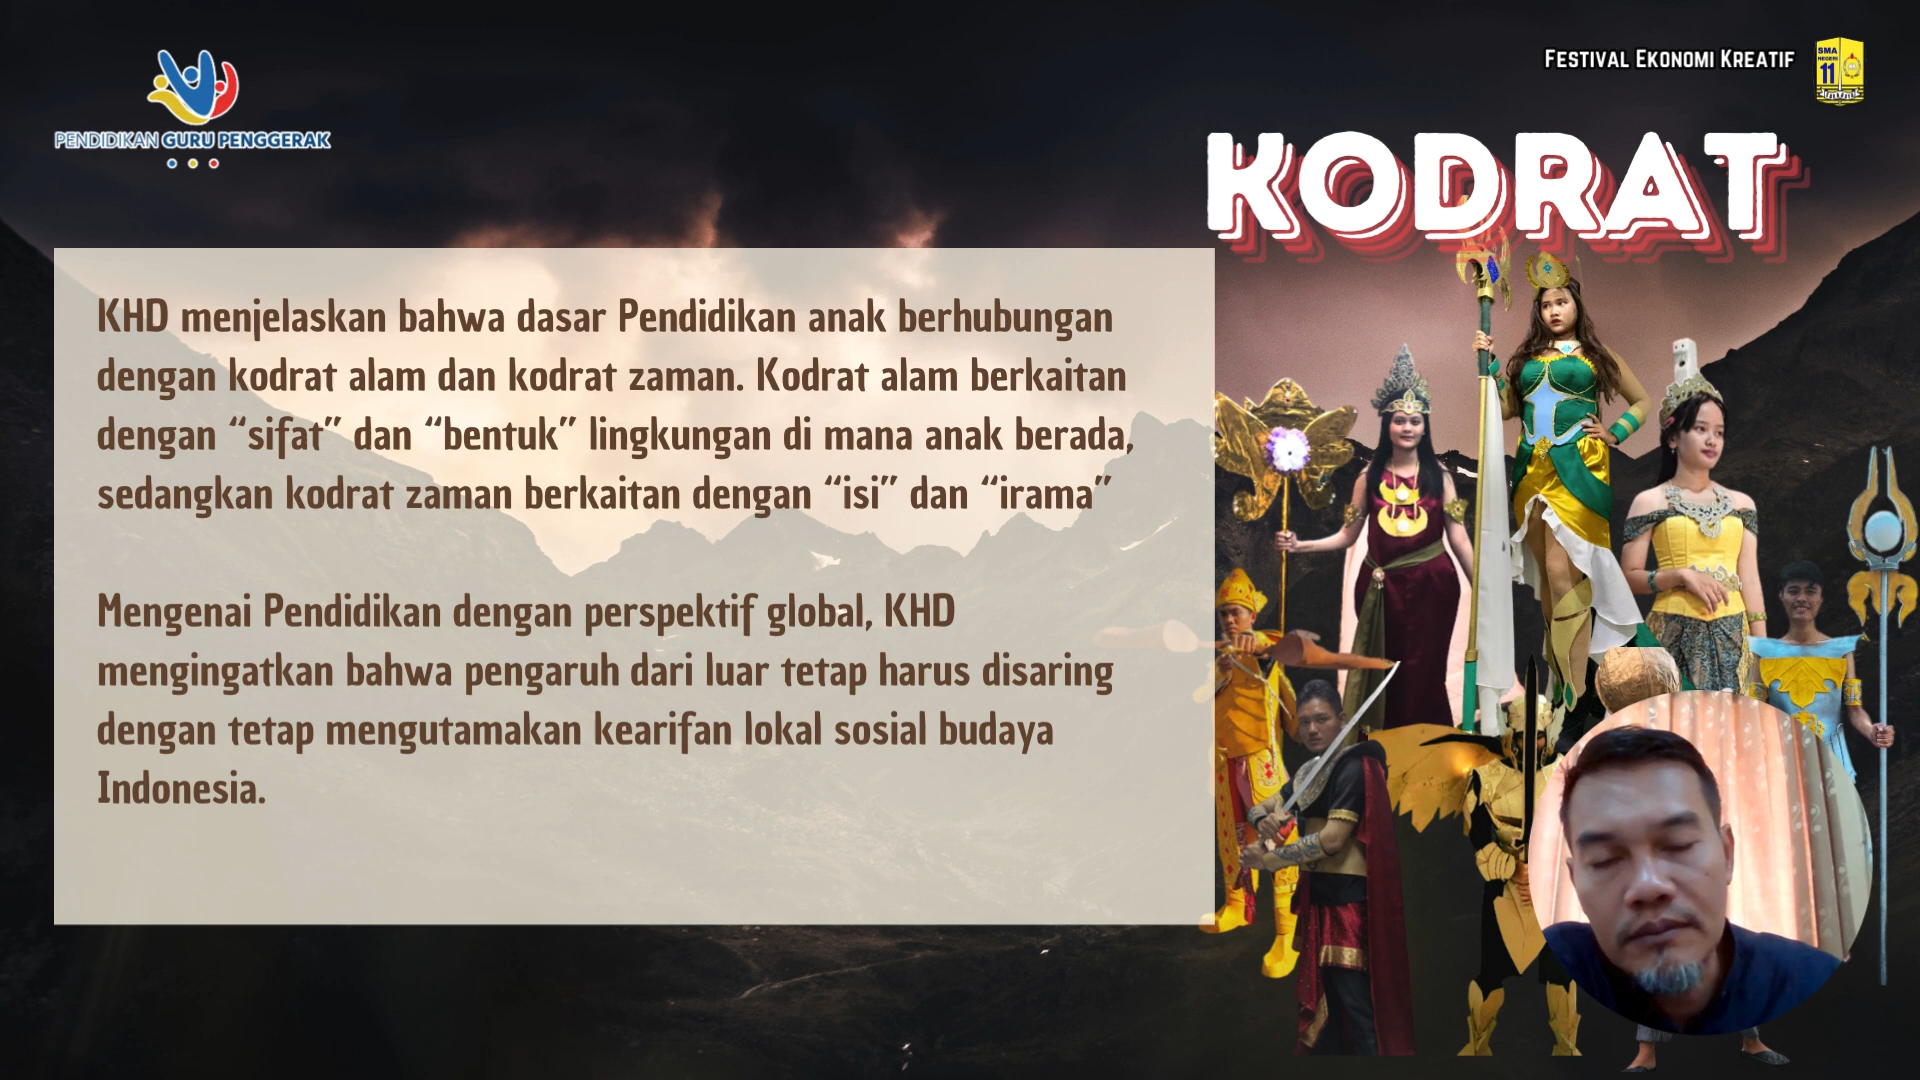 PENDIDIKAN GURU PENGGERAK
FESTIVAL EKONOMI KREATIF
SMA
NEGERI
11
KODRAT
KHD menjelaskan bahwa dasar Pendidikan anak berhubungan
dengan kodrat alam dan kodrat zaman. Kodrat alam berkaitan
dengan “sifat” dan “bentuk” lingkungan di mana anak berada,
sedangkan kodrat zaman berkaitan dengan “isi” dan “irama”
Mengenai Pendidikan dengan perspektif global, KHD
mengingatkan bahwa pengaruh dari luar tetap harus disaring
dengan tetap mengutamakan kearifan lokal sosial budaya
Indonesia.